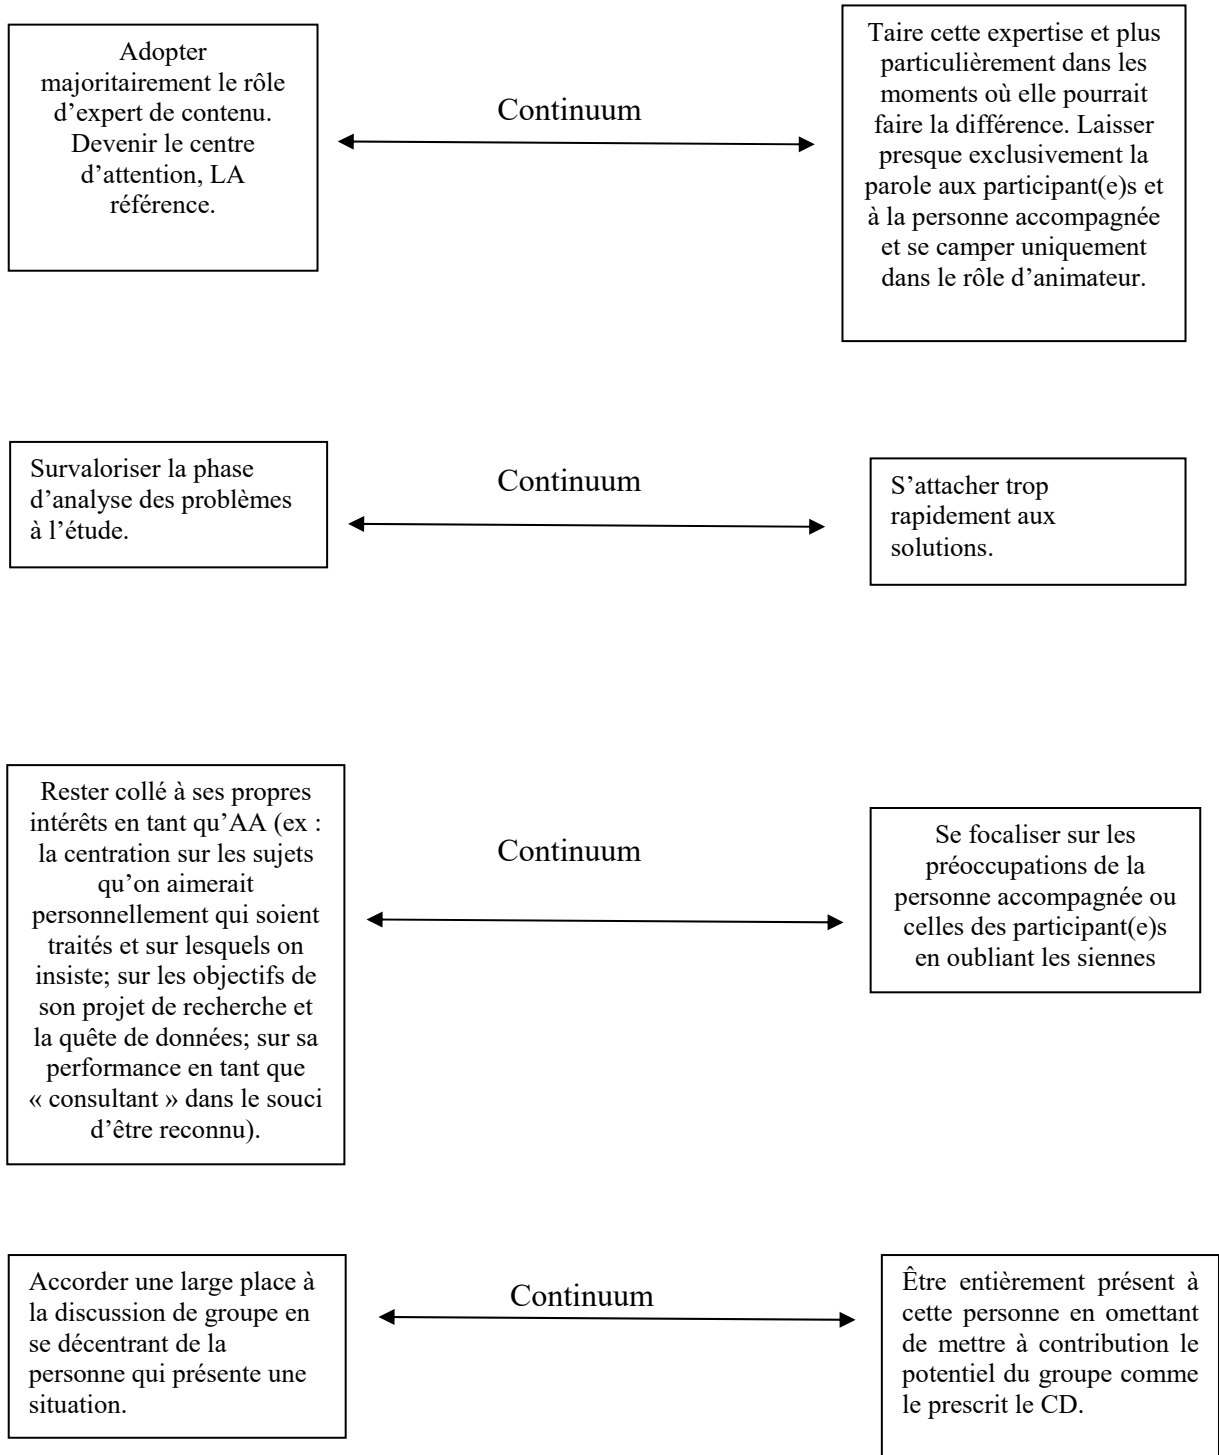 Adopter
majoritairement le rôle
d’expert de contenu.
Devenir le centre
d’attention, LA
référence.
Continuum
Taire cette expertise et plus
particulièrement dans les
moments où elle pourrait
faire la différence. Laisser
presque exclusivement la
parole aux participant(e)s et
à la personne accompagnée
et se camper uniquement
dans le rôle d’animateur.
Survaloriser la phase
d’analyse des problèmes
à l’étude.
Continuum
S’attacher trop
rapidement aux
solutions.
Rester collé à ses propres
intérêts en tant qu’AA (ex :
la centration sur les sujets
qu’on aimerait
personnellement qui soient
traités et sur lesquels on
insiste; sur les objectifs de
son projet de recherche et
la quête de données; sur sa
performance en tant que
« consultant » dans le souci
d’être reconnu).
Continuum
Se focaliser sur les
préoccupations de la
personne accompagnée ou
celles des participant(e)s
en oubliant les siennes
Accorder une large place à
la discussion de groupe en
se décentrant de la
personne qui présente une
situation.
Continuum
Être entièrement présent à
cette personne en omettant
de mettre à contribution le
potentiel du groupe comme
le prescrit le CD.